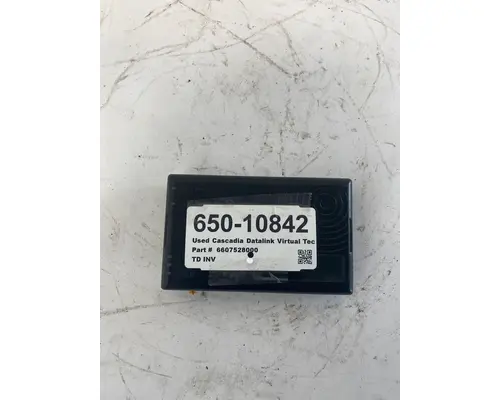 650-10842
Used Cascadia Datalink Virtual Tec
Part # 6607528000
TD INV